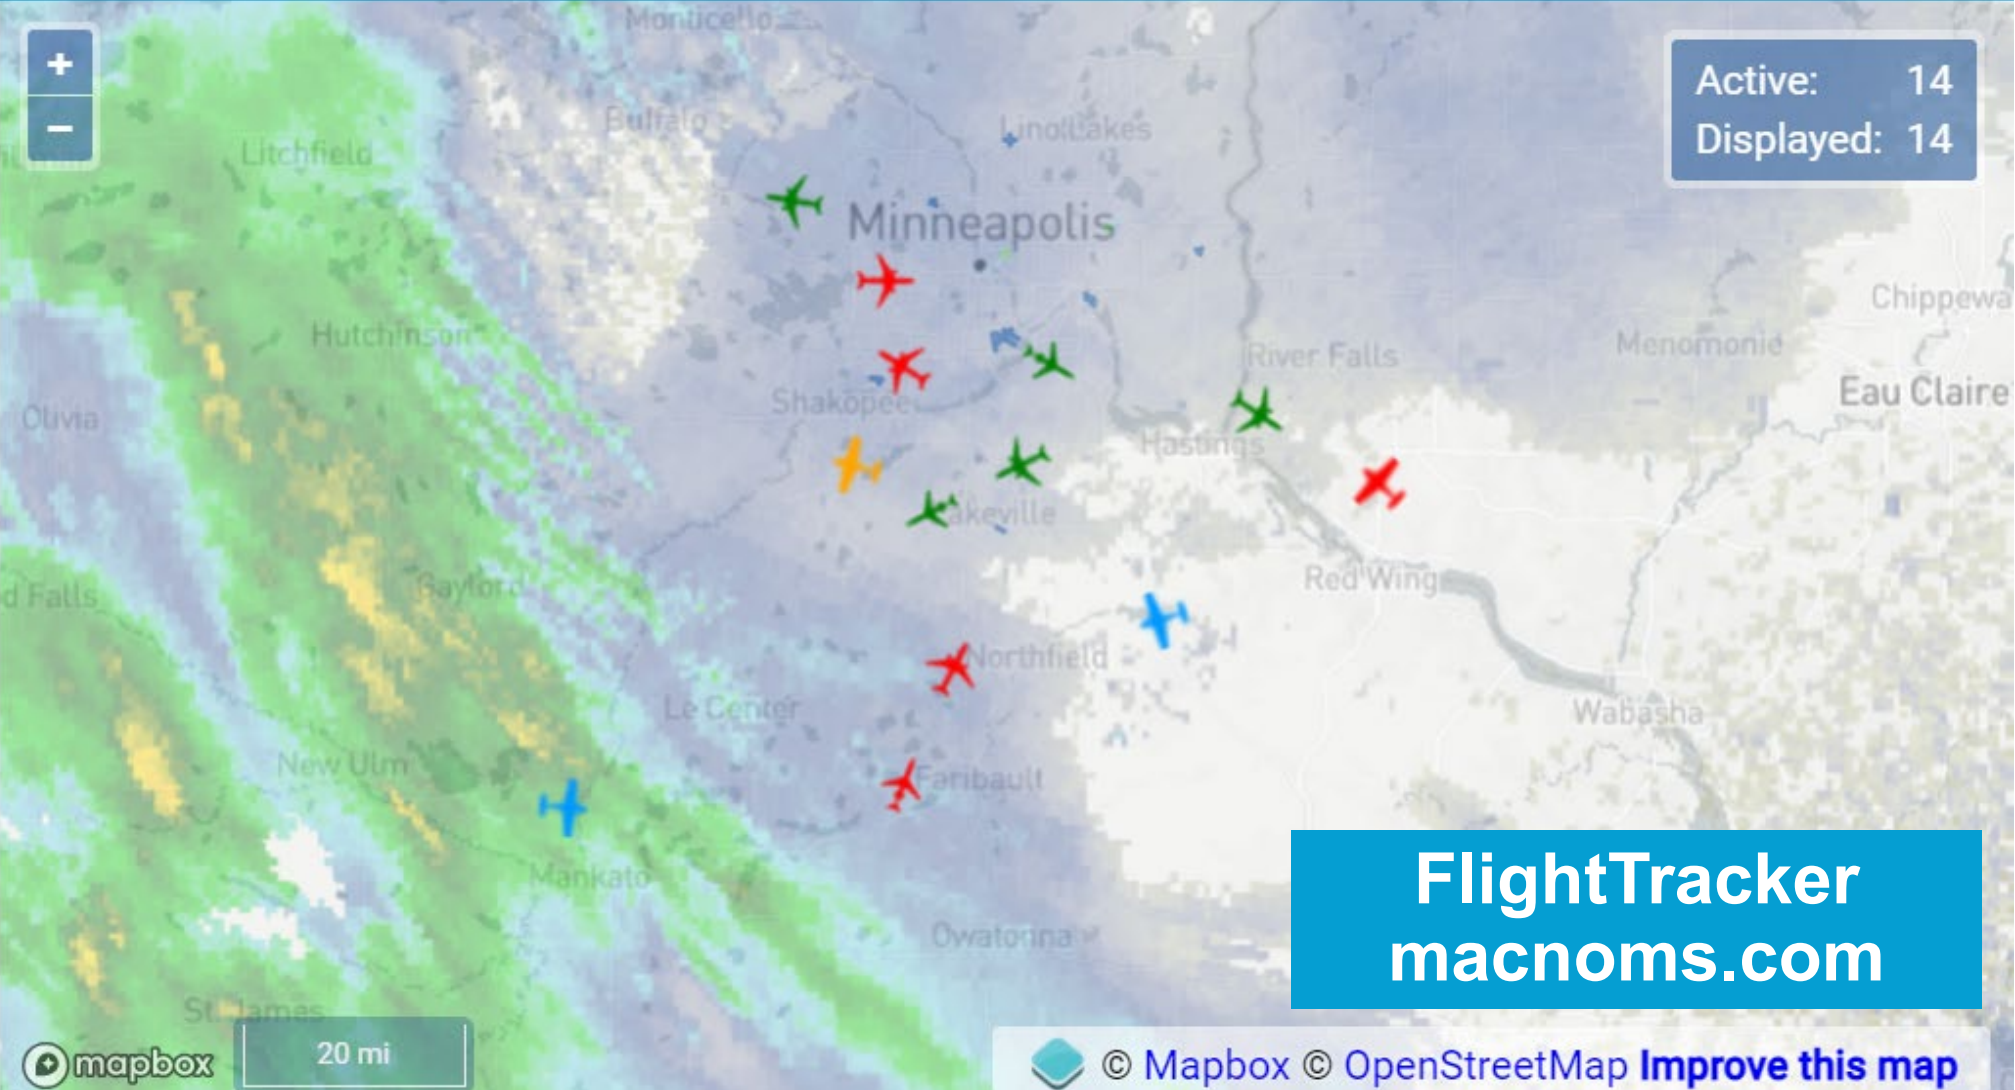 Monticello
+
−
Active: 14
Displayed: 14
Buffalo
Lino Lakes
Litchfield
Minneapolis
Chippewa
Hutchinson
River Falls
Menomonie
Eau Claire
Shakopee
Olivia
Hastings
akeville
Red Wing
Gaylord
d Falls
Northfield
Le Center
Wabasha
New Ulm
Faribault
FlightTracker
macnoms.com
Mankato
Owatonna
St. James
mapbox
20 mi
© Mapbox © OpenStreetMap Improve this map